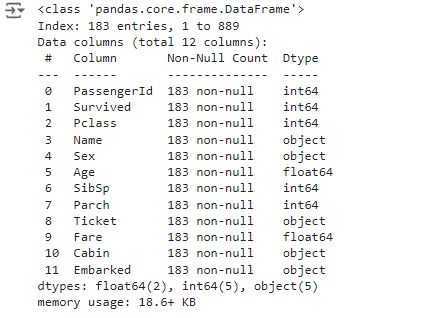 <class 'pandas.core.frame.DataFrame'>
Index: 183 entries, 1 to 889
Data columns (total 12 columns):
 #   Column       Non-Null Count  Dtype
---  ------       --------------  -----
 0   PassengerId  183 non-null    int64
 1   Survived     183 non-null    int64
 2   Pclass       183 non-null    int64
 3   Name         183 non-null    object
 4   Sex          183 non-null    object
 5   Age          183 non-null    float64
 6   SibSp        183 non-null    int64
 7   Parch        183 non-null    int64
 8   Ticket       183 non-null    object
 9   Fare         183 non-null    float64
 10  Cabin        183 non-null    object
 11  Embarked     183 non-null    object
dtypes: float64(2), int64(5), object(5)
memory usage: 18.6+ KB